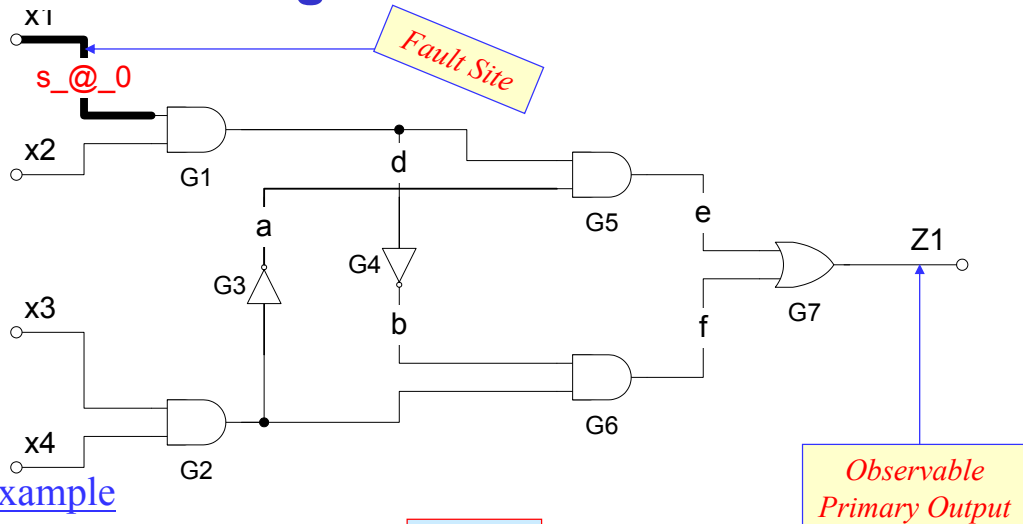 x1
Fault Site
s_@_0
x2
G1
d
G5
a
e
Z1
G3
G4
G7
x3
b
f
x4
G2
G6
xample
Observable
Primary Output